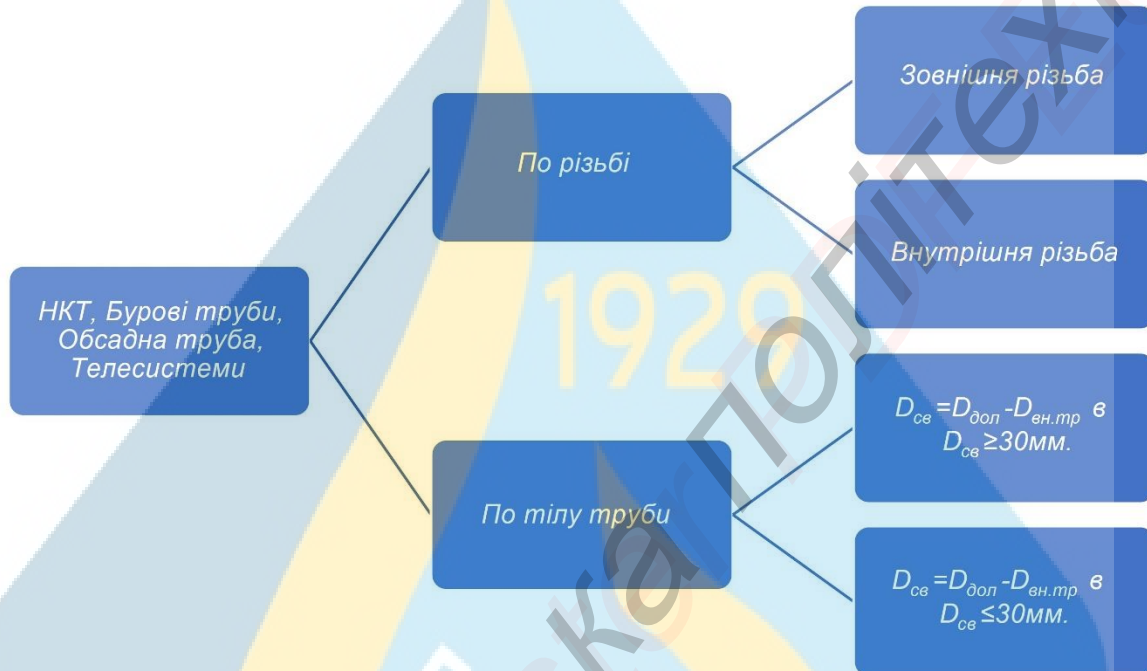 НКТ, Бурові труби,
Обсадна труба,
Телесистеми
По різьбі
По тілу труби
Зовнішня різьба
Внутрішня різьба
Dсв =Dдол -Dвн.тр в
Dсв ≥30мм.
Dсв =Dдол -Dвн.тр в
Dсв ≤30мм.
1929